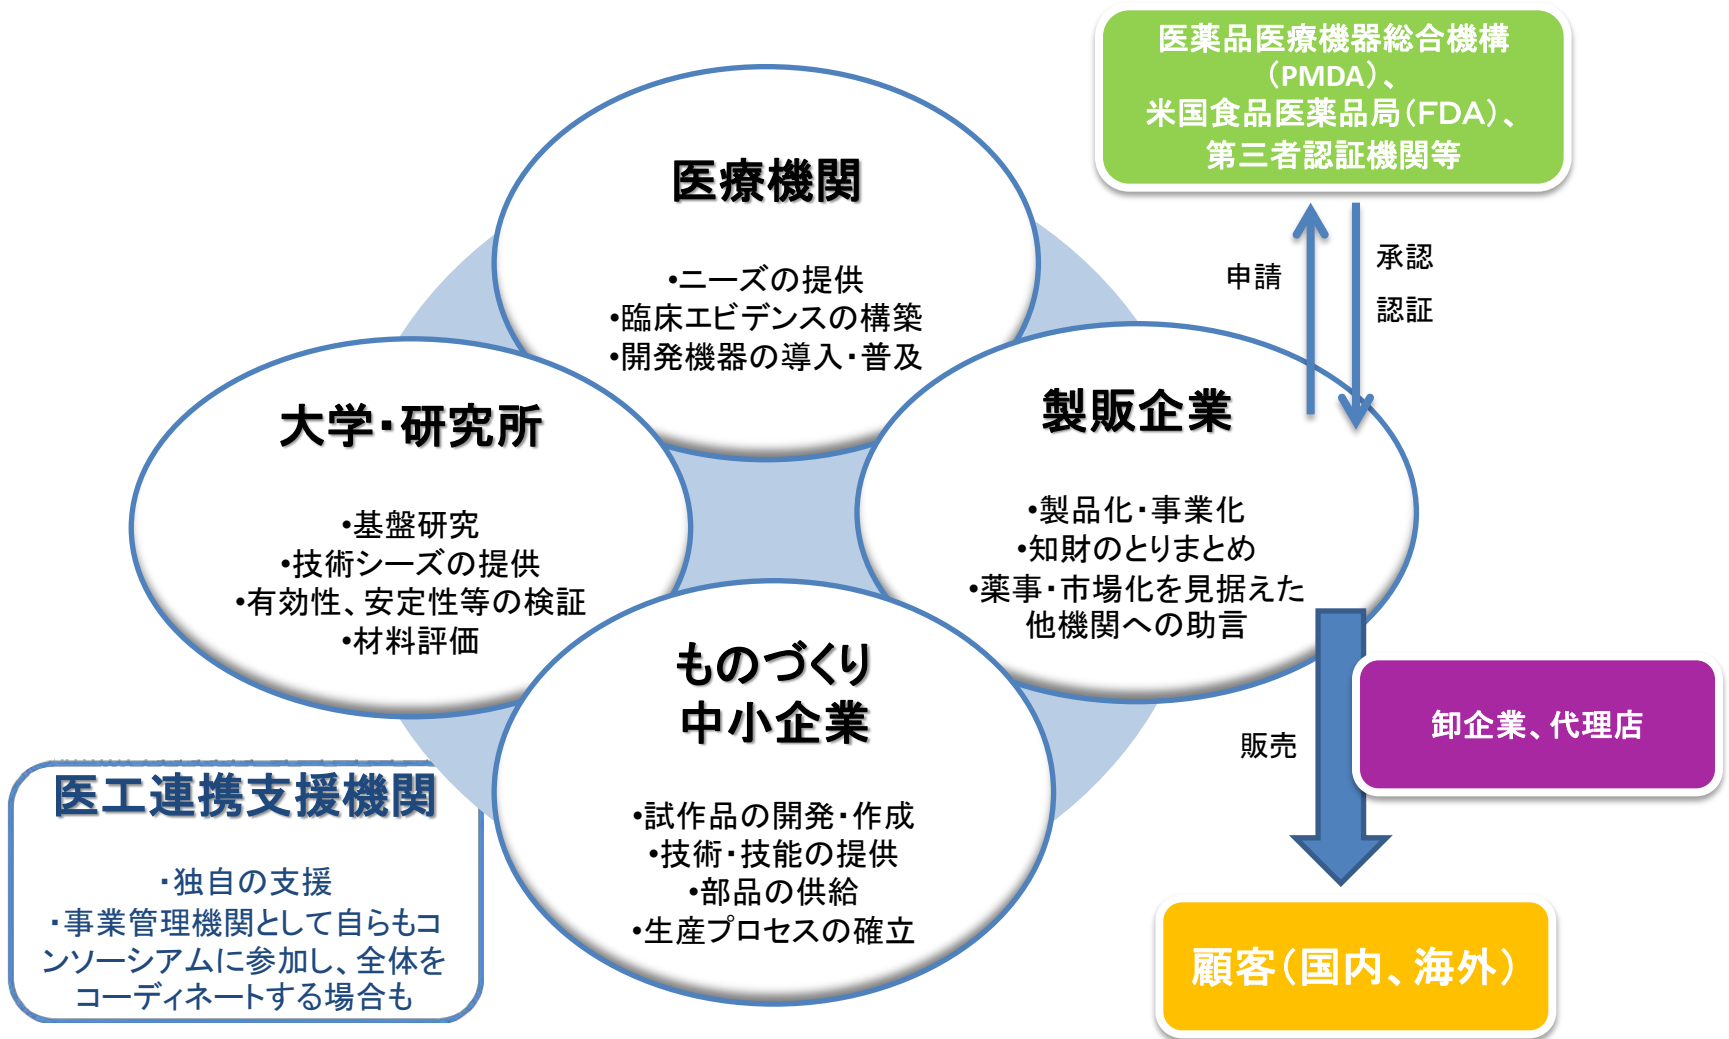 医薬品医療機器総合機構
（PMDA）、
米国食品医薬品局（FDA）、
第三者認証機関等
申請
承認
認証
医療機関
•ニーズの提供
•臨床エビデンスの構築
•開発機器の導入・普及
大学・研究所
•基盤研究
•技術シーズの提供
•有効性、安定性等の検証
•材料評価
製販企業
•製品化・事業化
•知財のとりまとめ
•薬事・市場化を見据えた
他機関への助言
ものづくり
中小企業
•試作品の開発・作成
•技術・技能の提供
•部品の供給
•生産プロセスの確立
医工連携支援機関
・独自の支援
・事業管理機関として自らもコ
ンソーシアムに参加し、全体を
コーディネートする場合も
販売
卸企業、代理店
顧客（国内、海外）